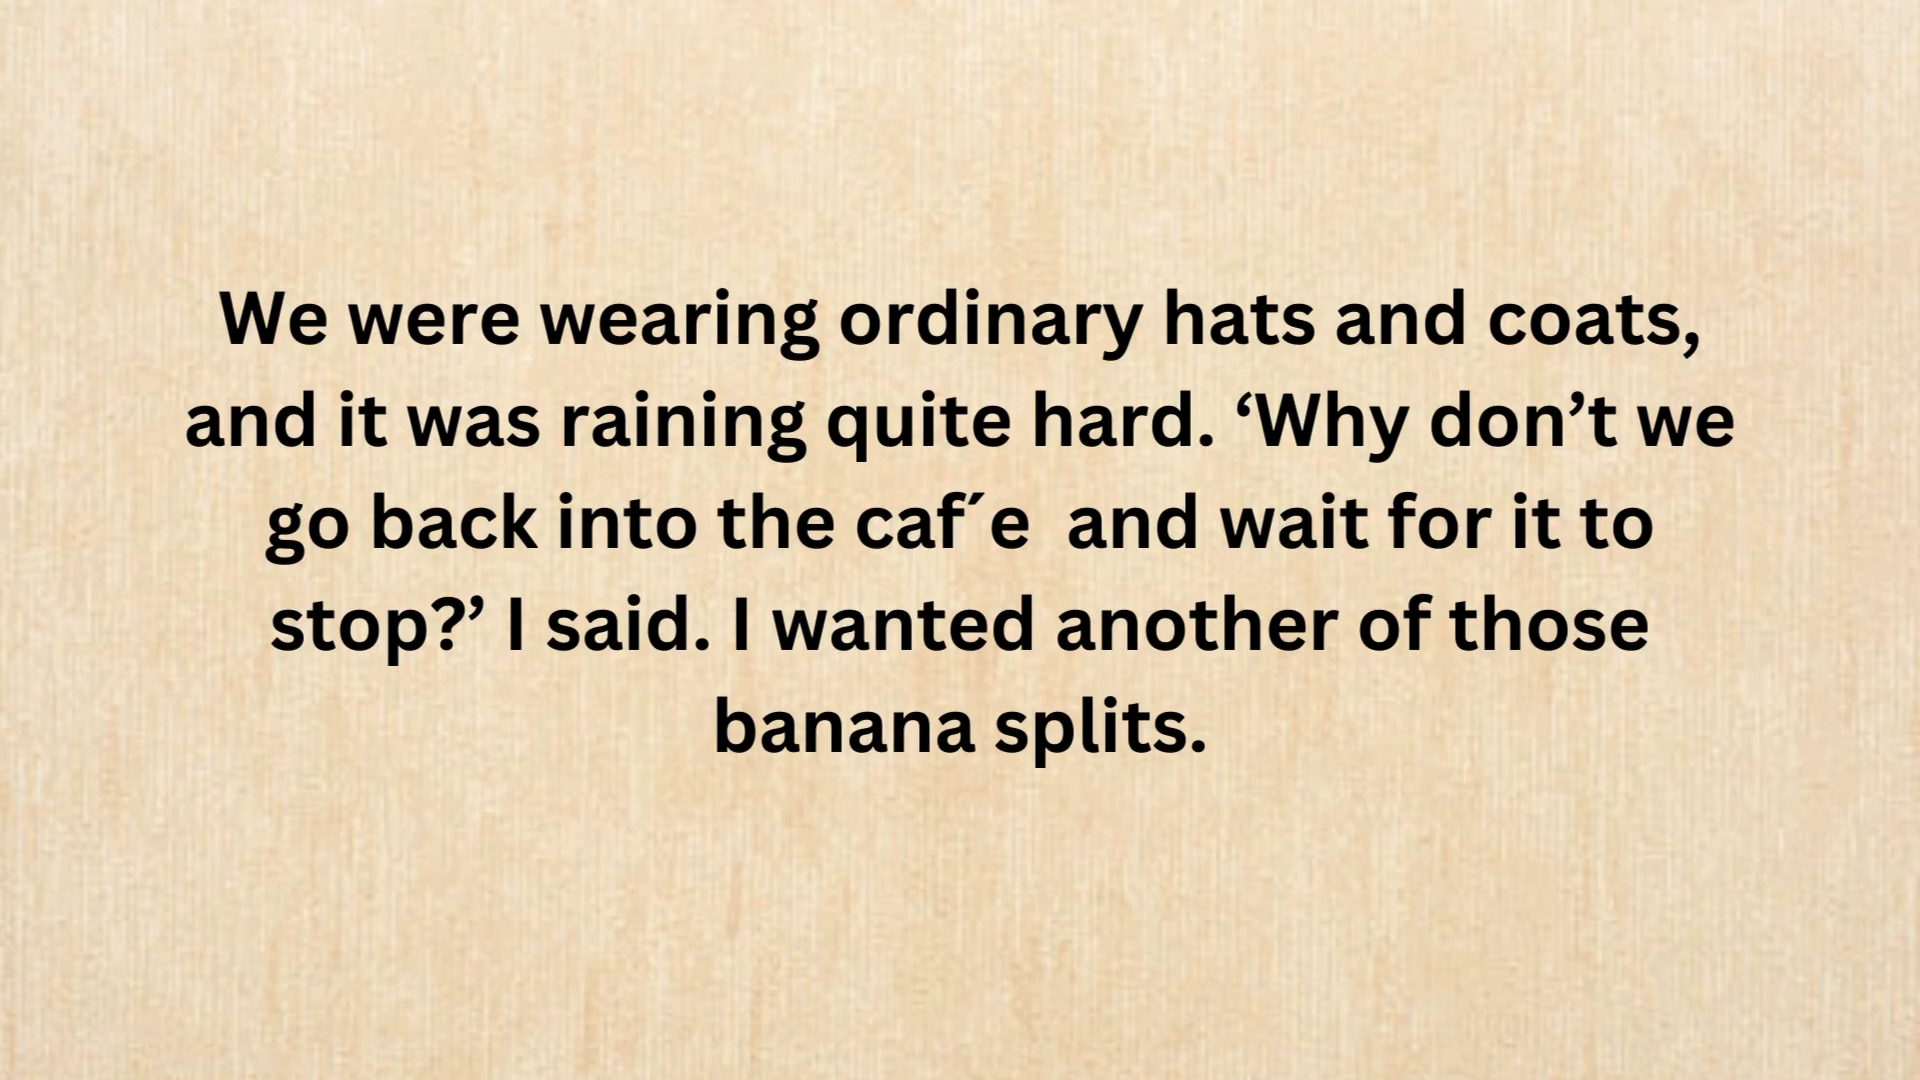 We were wearing ordinary hats and coats,
and it was raining quite hard. ‘Why don’t we
go back into the caf´e  and wait for it to
stop?’ I said. I wanted another of those
banana splits.